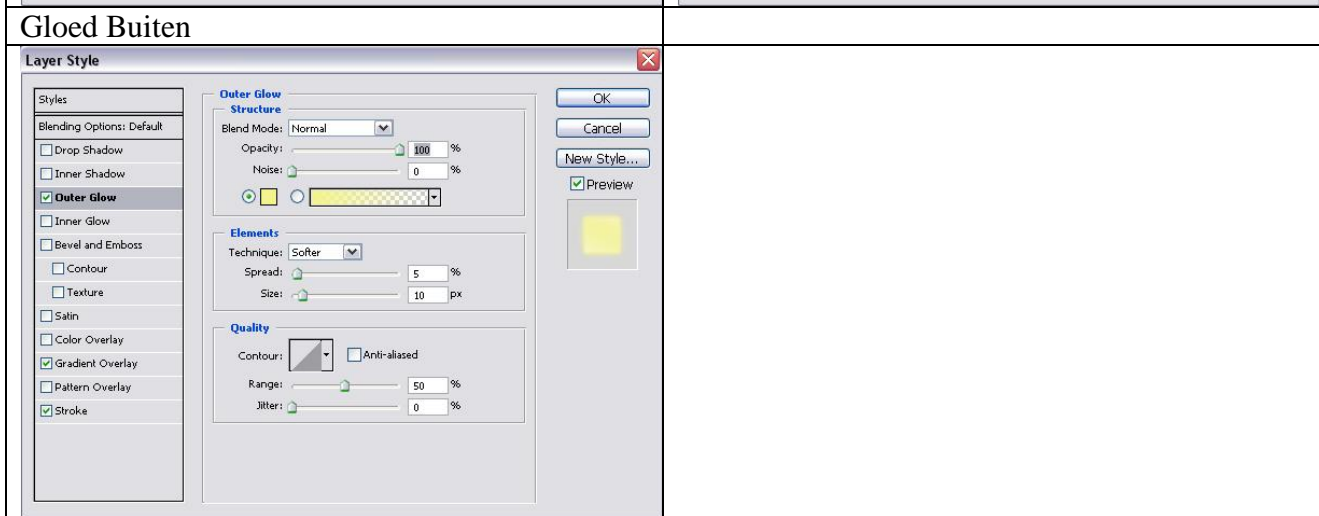 Gloed Buiten
Layer Style
Styles
Blending Options: Default
Drop Shadow
Inner Shadow
Outer Glow
Inner Glow
Bevel and Emboss
Contour
Texture
Satin
Color Overlay
Gradient Overlay
Pattern Overlay
Stroke
Outer Glow
Structure
Blend Mode: Normal
Opacity: 100 %
Noise: 0 %
Elements
Technique: Softer
Spread: 5 %
Size: 10 px
Quality
Contour: Anti-aliased
Range: 50 %
Jitter: 0 %
OK
Cancel
New Style...
Preview